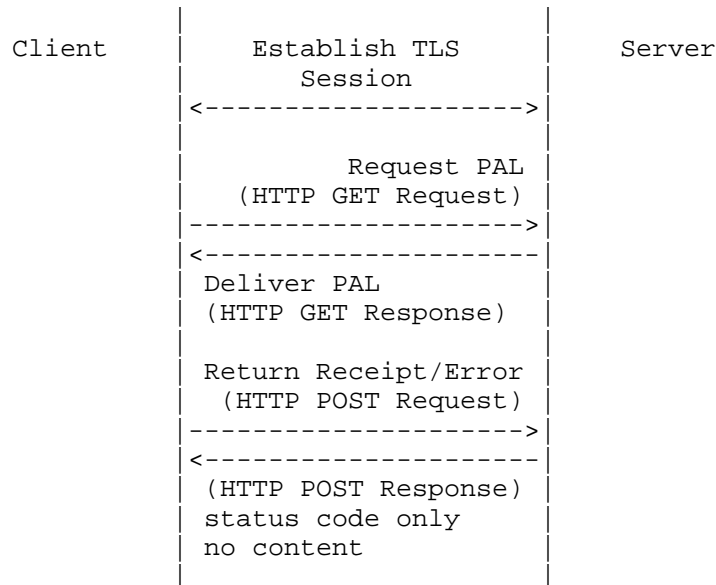 Client Establish TLS Server
Session
Request PAL
(HTTP GET Request)
Deliver PAL
(HTTP GET Response)
Return Receipt/Error
(HTTP POST Request)
(HTTP POST Response)
status code only
no content